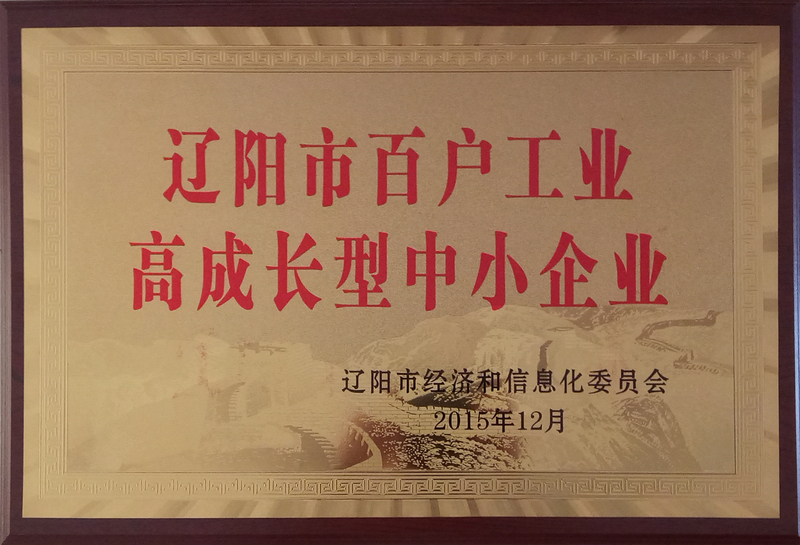 辽阳市百户工业
高成长型中小企业
辽阳市经济和信息化委员会
2015年12月